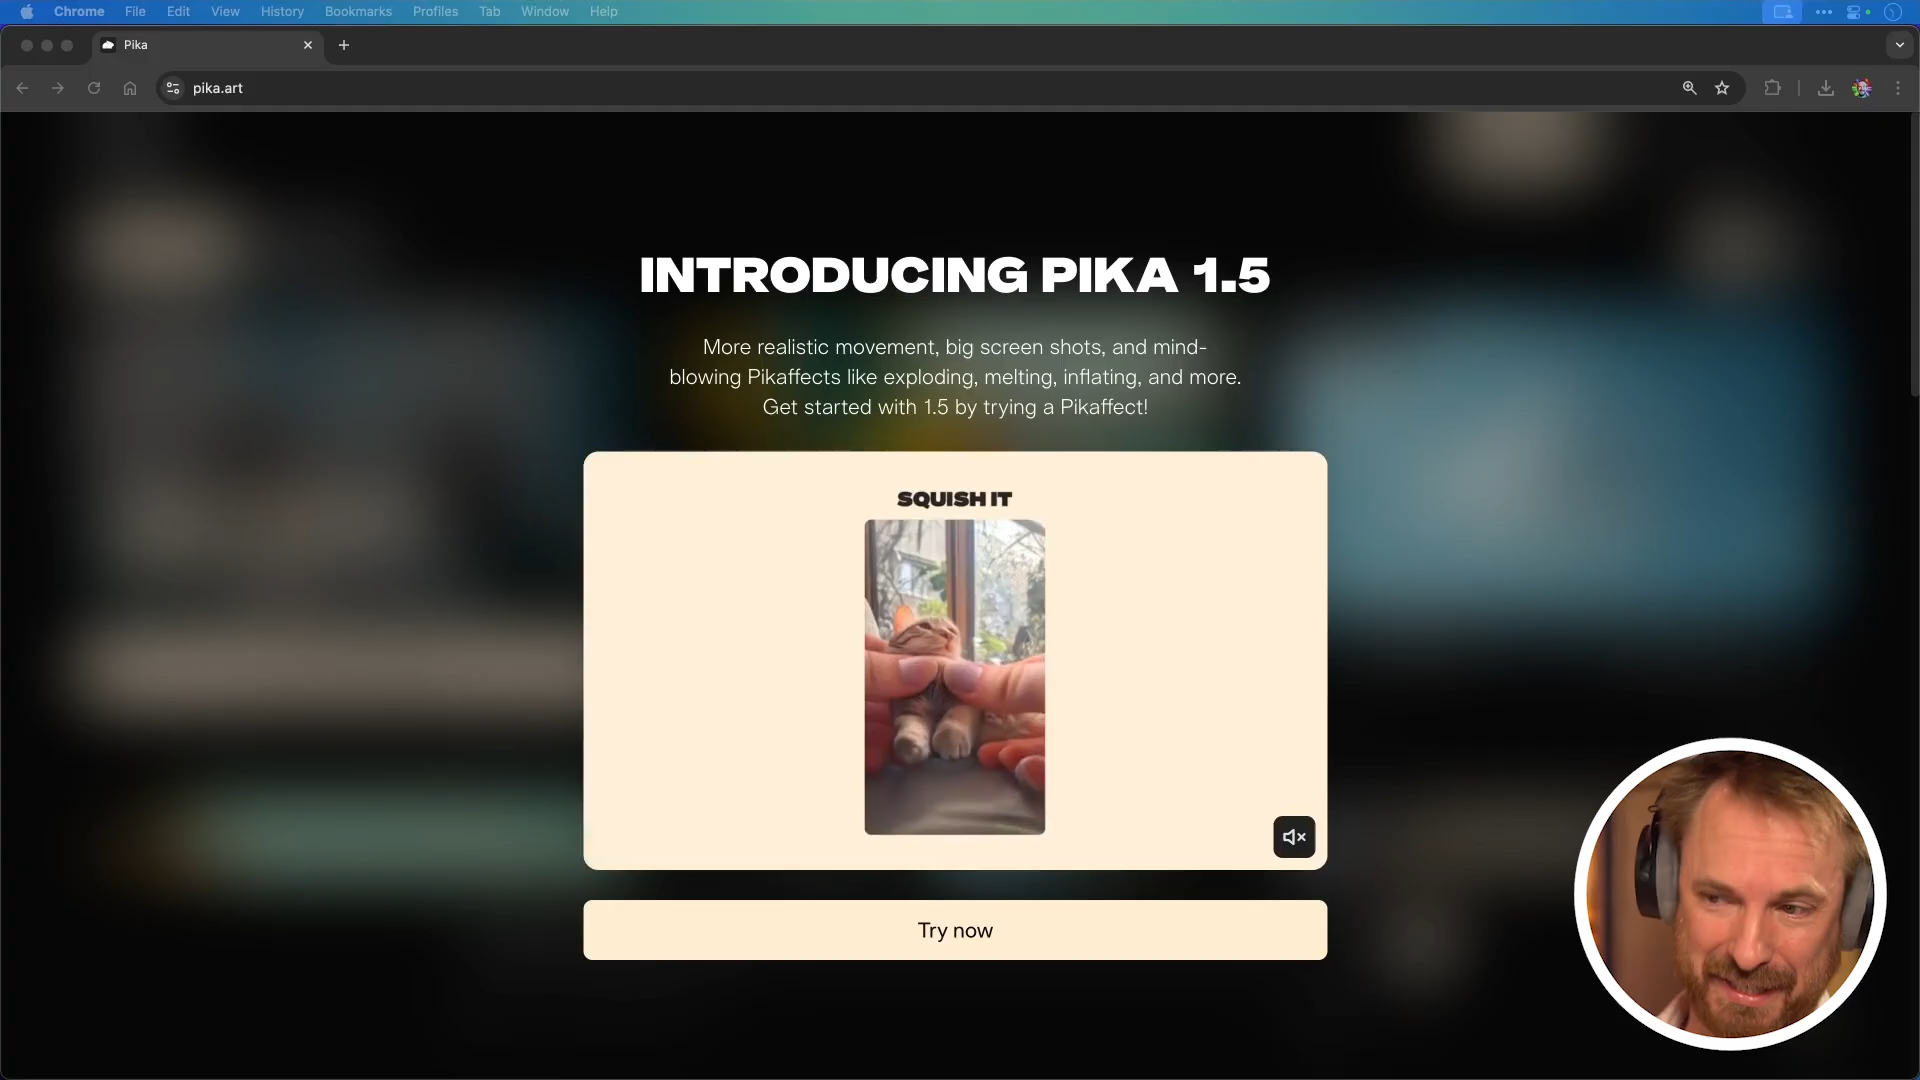 Chrome File Edit View History Bookmarks Profiles Tab Window Help
Pika
pika.art
INTRODUCING PIKA 1.5
More realistic movement, big screen shots, and mind-
blowing Pikaffects like exploding, melting, inflating, and more.
Get started with 1.5 by trying a Pikaffect!
SQUISH IT
Try now